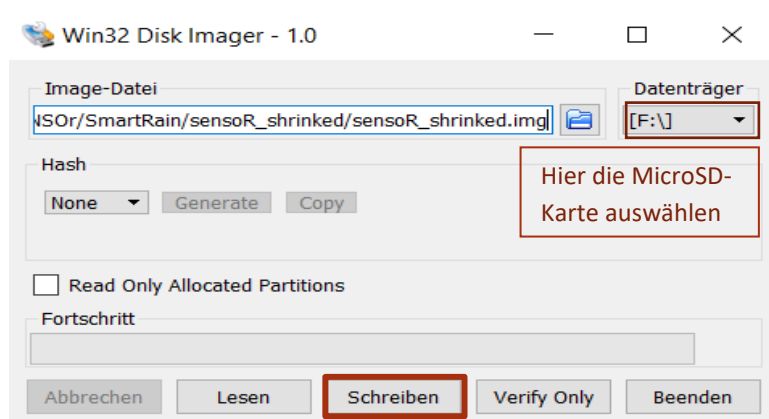 Win32 Disk Imager - 1.0
Image-Datei
Datenträger
NSOr/SmartRain/sensoR_shrinked/sensoR_shrinked.img
[F:\]
Hash
Hier die MicroSD-
Karte auswählen
None Generate Copy
Read Only Allocated Partitions
Fortschritt
Abbrechen Lesen Schreiben Verify Only Beenden